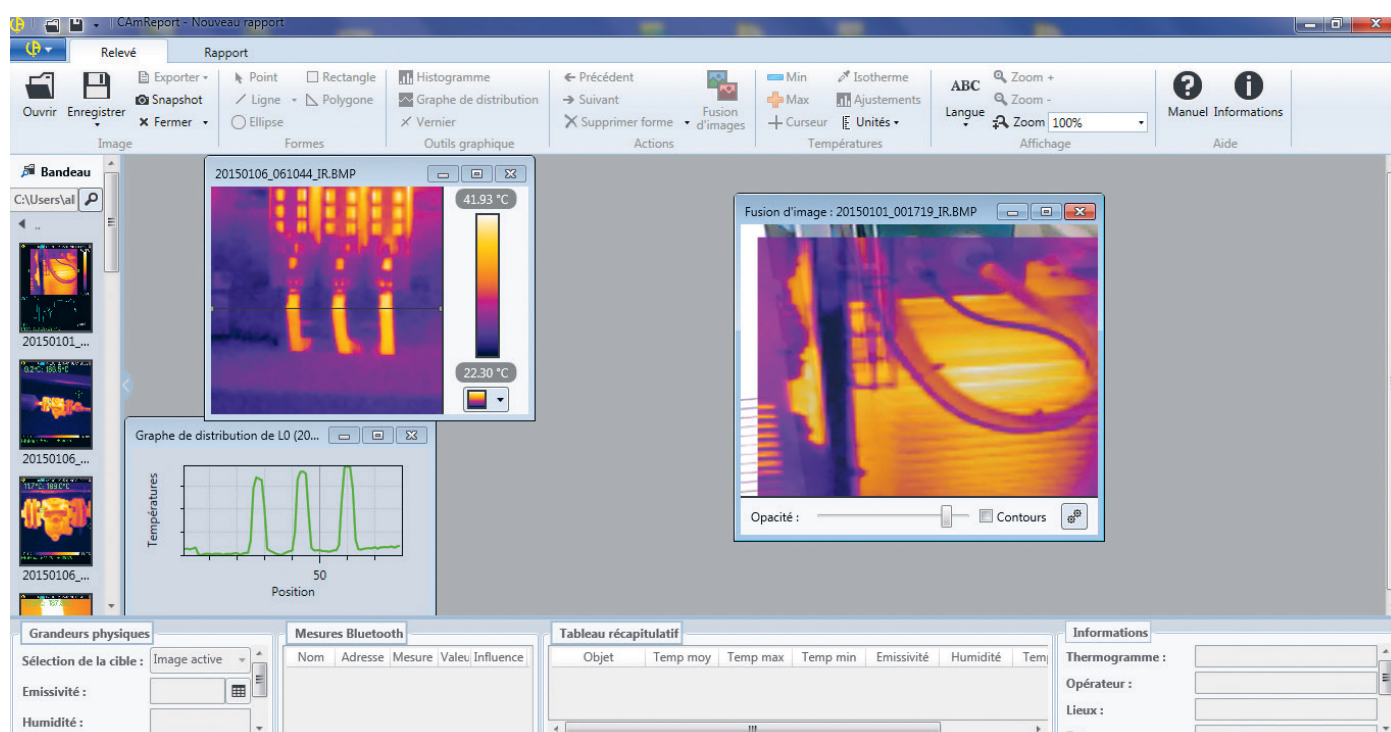 CAmReport - Nouveau rapport
Relevé Rapport
Ouvrir Enregistrer Exporter Snapshot Fermer
Image
Point Rectangle
Ligne Polygone
Ellipse
Formes
Histogramme
Graphe de distribution
Vernier
Outils graphique
Précédent
Suivant
Supprimer forme
Fusion d'images
Actions
Min Isotherme
Max Ajustements
Curseur Unités
Températures
ABC
Langue
Zoom +
Zoom -
Zoom 100%
Affichage
Manuel Informations
Aide
Bandeau
C:\Users\al
..
20150101_...
20150106_...
20150106_...
20150106_061044_IR.BMP
41.93 °C
22.30 °C
Graphe de distribution de L0 (20...
Températures
50
Position
Fusion d'image : 20150101_001719_IR.BMP
Opacité : Contours
Grandeurs physiques
Sélection de la cible : Image active
Emissivité :
Humidité :
Mesures Bluetooth
Nom Adresse Mesure Valeu Influence
Tableau récapitulatif
Objet Temp moy Temp max Temp min Emissivité Humidité Tem
Informations
Thermogramme :
Opérateur :
Lieux :